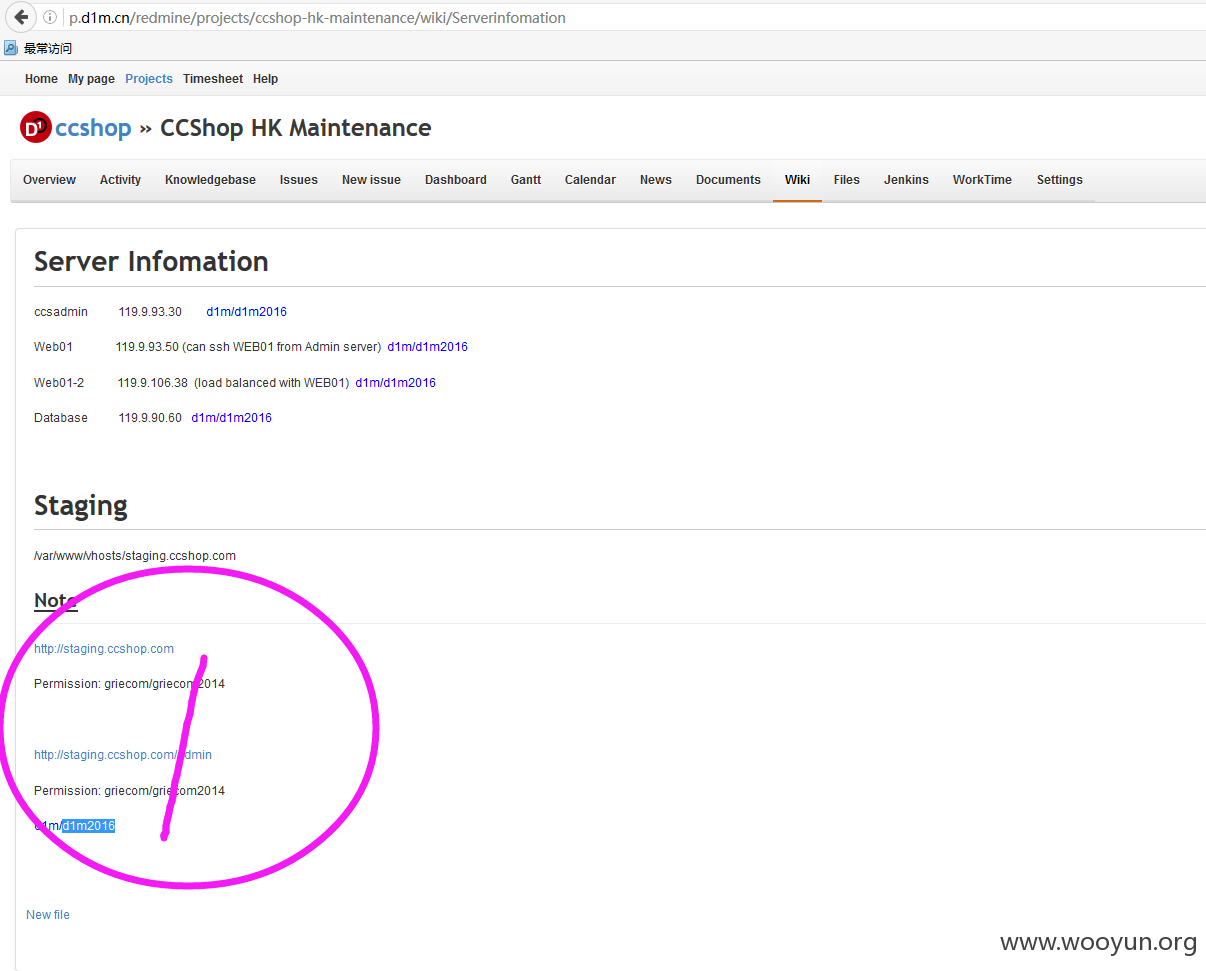 p.d1m.cn/redmine/projects/ccshop-hk-maintenance/wiki/Serverinfomation
最常访问
Home My page Projects Timesheet Help
D1 ccshop » CCShop HK Maintenance
Overview Activity Knowledgebase Issues New issue Dashboard Gantt Calendar News Documents Wiki Files Jenkins WorkTime Settings
Server Infomation
ccsadmin 119.9.93.30 d1m/d1m2016
Web01 119.9.93.50 (can ssh WEB01 from Admin server) d1m/d1m2016
Web01-2 119.9.106.38 (load balanced with WEB01) d1m/d1m2016
Database 119.9.90.60 d1m/d1m2016
Staging
/var/www/vhosts/staging.ccshop.com
Note
http://staging.ccshop.com
Permission: griecom/griecom2014
http://staging.ccshop.com/admin
Permission: griecom/griecom2014
d1m/d1m2016
New file
www.wooyun.org